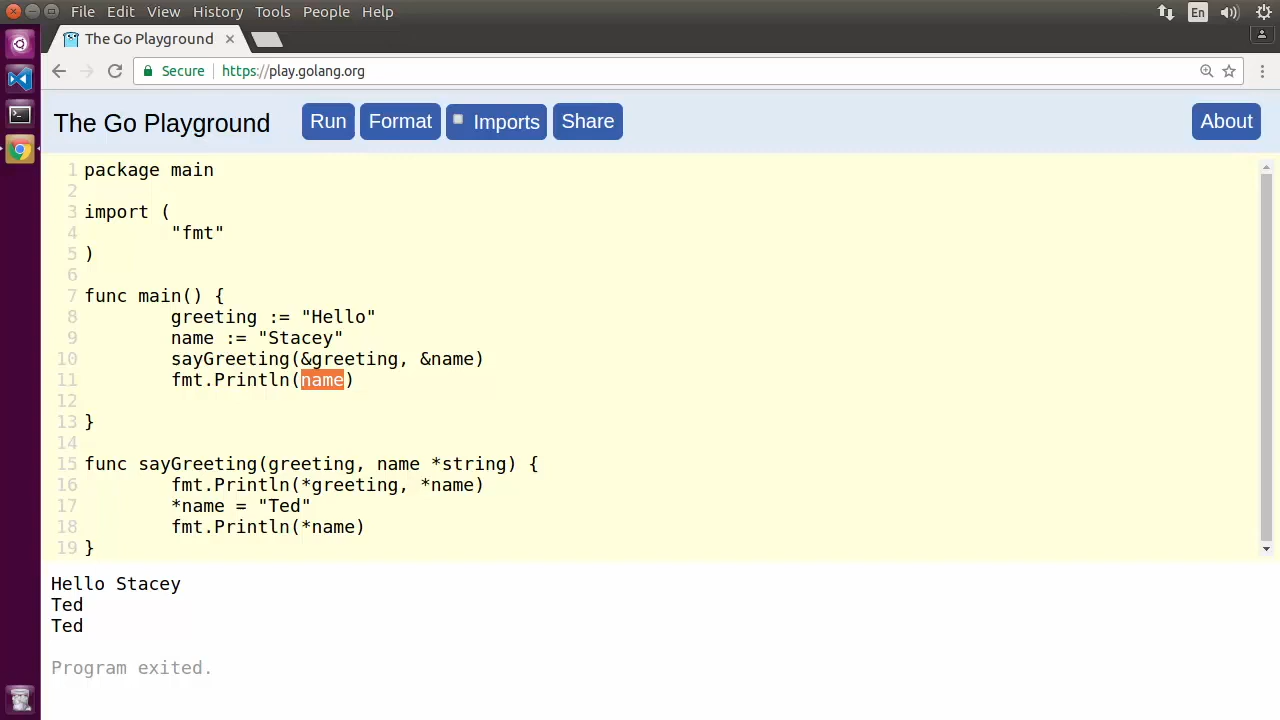 File Edit View History Tools People Help
En
The Go Playground
Secure https://play.golang.org
The Go Playground Run Format Imports Share About
1 package main
2
3 import (
4 "fmt"
5 )
6
7 func main() {
8 greeting := "Hello"
9 name := "Stacey"
10 sayGreeting(&greeting, &name)
11 fmt.Println(name)
12
13 }
14
15 func sayGreeting(greeting, name *string) {
16 fmt.Println(*greeting, *name)
17 *name = "Ted"
18 fmt.Println(*name)
19 }
Hello Stacey
Ted
Ted
Program exited.